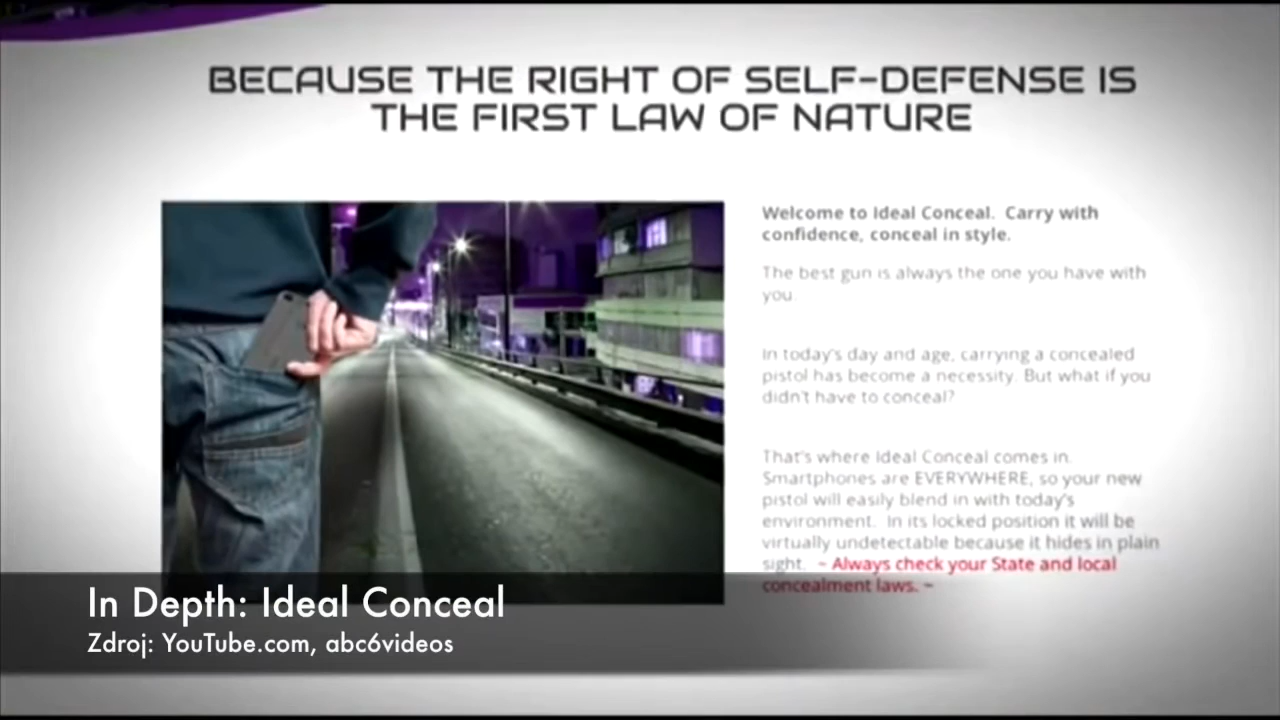 BECAUSE THE RIGHT OF SELF-DEFENSE IS
THE FIRST LAW OF NATURE
Welcome to Ideal Conceal. Carry with
confidence, conceal in style.
The best gun is always the one you have with
you.
In today's day and age, carrying a concealed
pistol has become a necessity. But what if you
didn't have to conceal?
That's where Ideal Conceal comes in.
Smartphones are EVERYWHERE, so your new
pistol will easily blend in with today's
environment. In its locked position it will be
virtually undetectable because it hides in plain
sight. ~ Always check your State and local
concealment laws. ~
In Depth: Ideal Conceal
Zdroj: YouTube.com, abc6videos